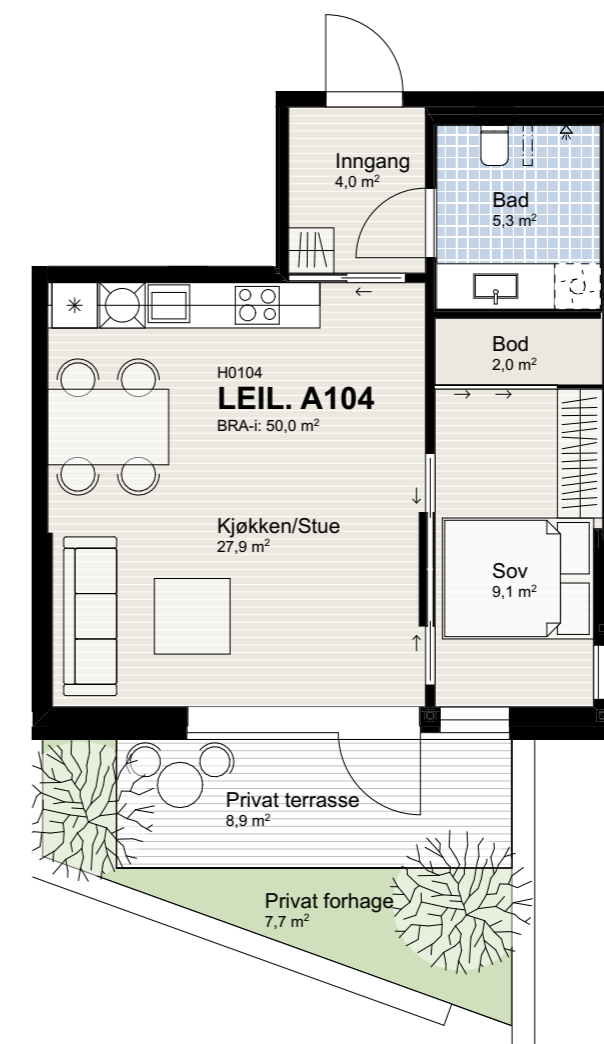 Inngang
4,0 m²
Bad
5,3 m²
Bod
2,0 m²
H0104
LEIL. A104
BRA-i: 50,0 m²
Kjøkken/Stue
27,9 m²
Sov
9,1 m²
Privat terrasse
8,9 m²
Privat forhage
7,7 m²